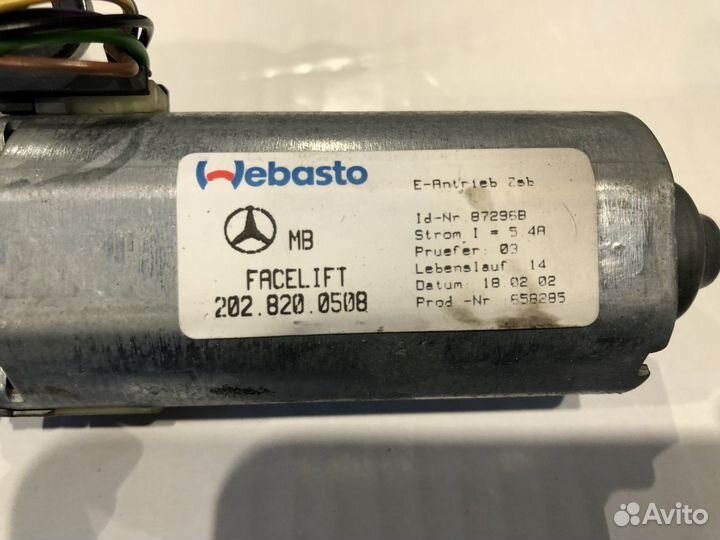 Webasto
MB
FACELIFT
202.820.0508
E-Antrieb Zsb
Id-Nr 87296B
Strom I = 5.4A
Pruefer: 03
Lebenslauf: 14
Datum: 18.02.02
Prod -Nr :658285
Avito